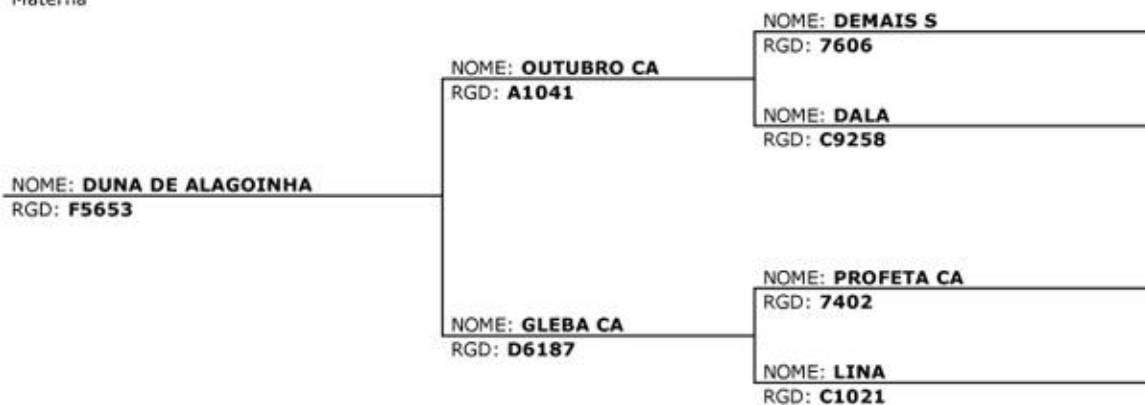 Materna
NOME: DEMAIS S
RGD: 7606
NOME: OUTUBRO CA
RGD: A1041
NOME: DALA
RGD: C9258
NOME: DUNA DE ALAGOINHA
RGD: F5653
NOME: PROFETA CA
RGD: 7402
NOME: GLEBA CA
RGD: D6187
NOME: LINA
RGD: C1021